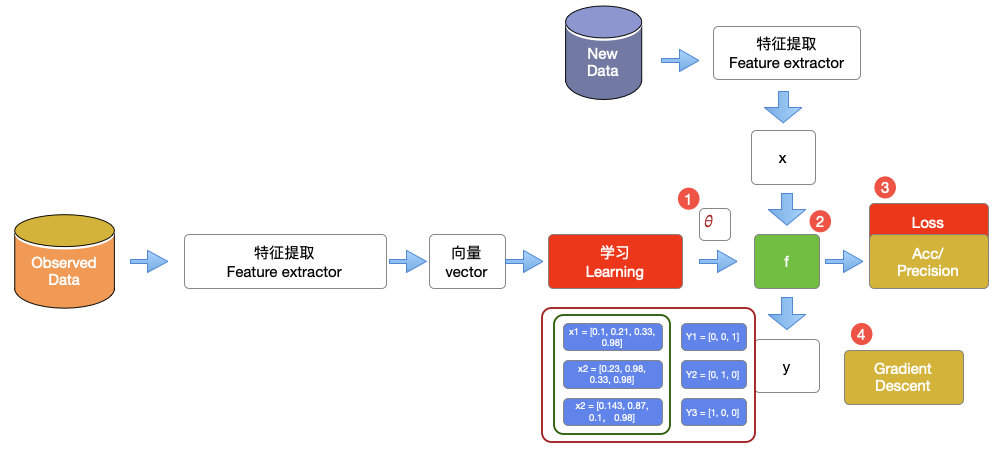 New
Data
特征提取
Feature extractor
x
1
θ
2
3
Loss
Observed
Data
特征提取
Feature extractor
向量
vector
学习
Learning
f
Acc/
Precision
x1 = [0.1, 0.21, 0.33,
0.98]
Y1 = [0, 0, 1]
x2 = [0.23, 0.98,
0.33, 0.98]
Y2 = [0, 1, 0]
x2 = [0.143, 0.87,
0.1, 0.98]
Y3 = [1, 0, 0]
y
4
Gradient
Descent